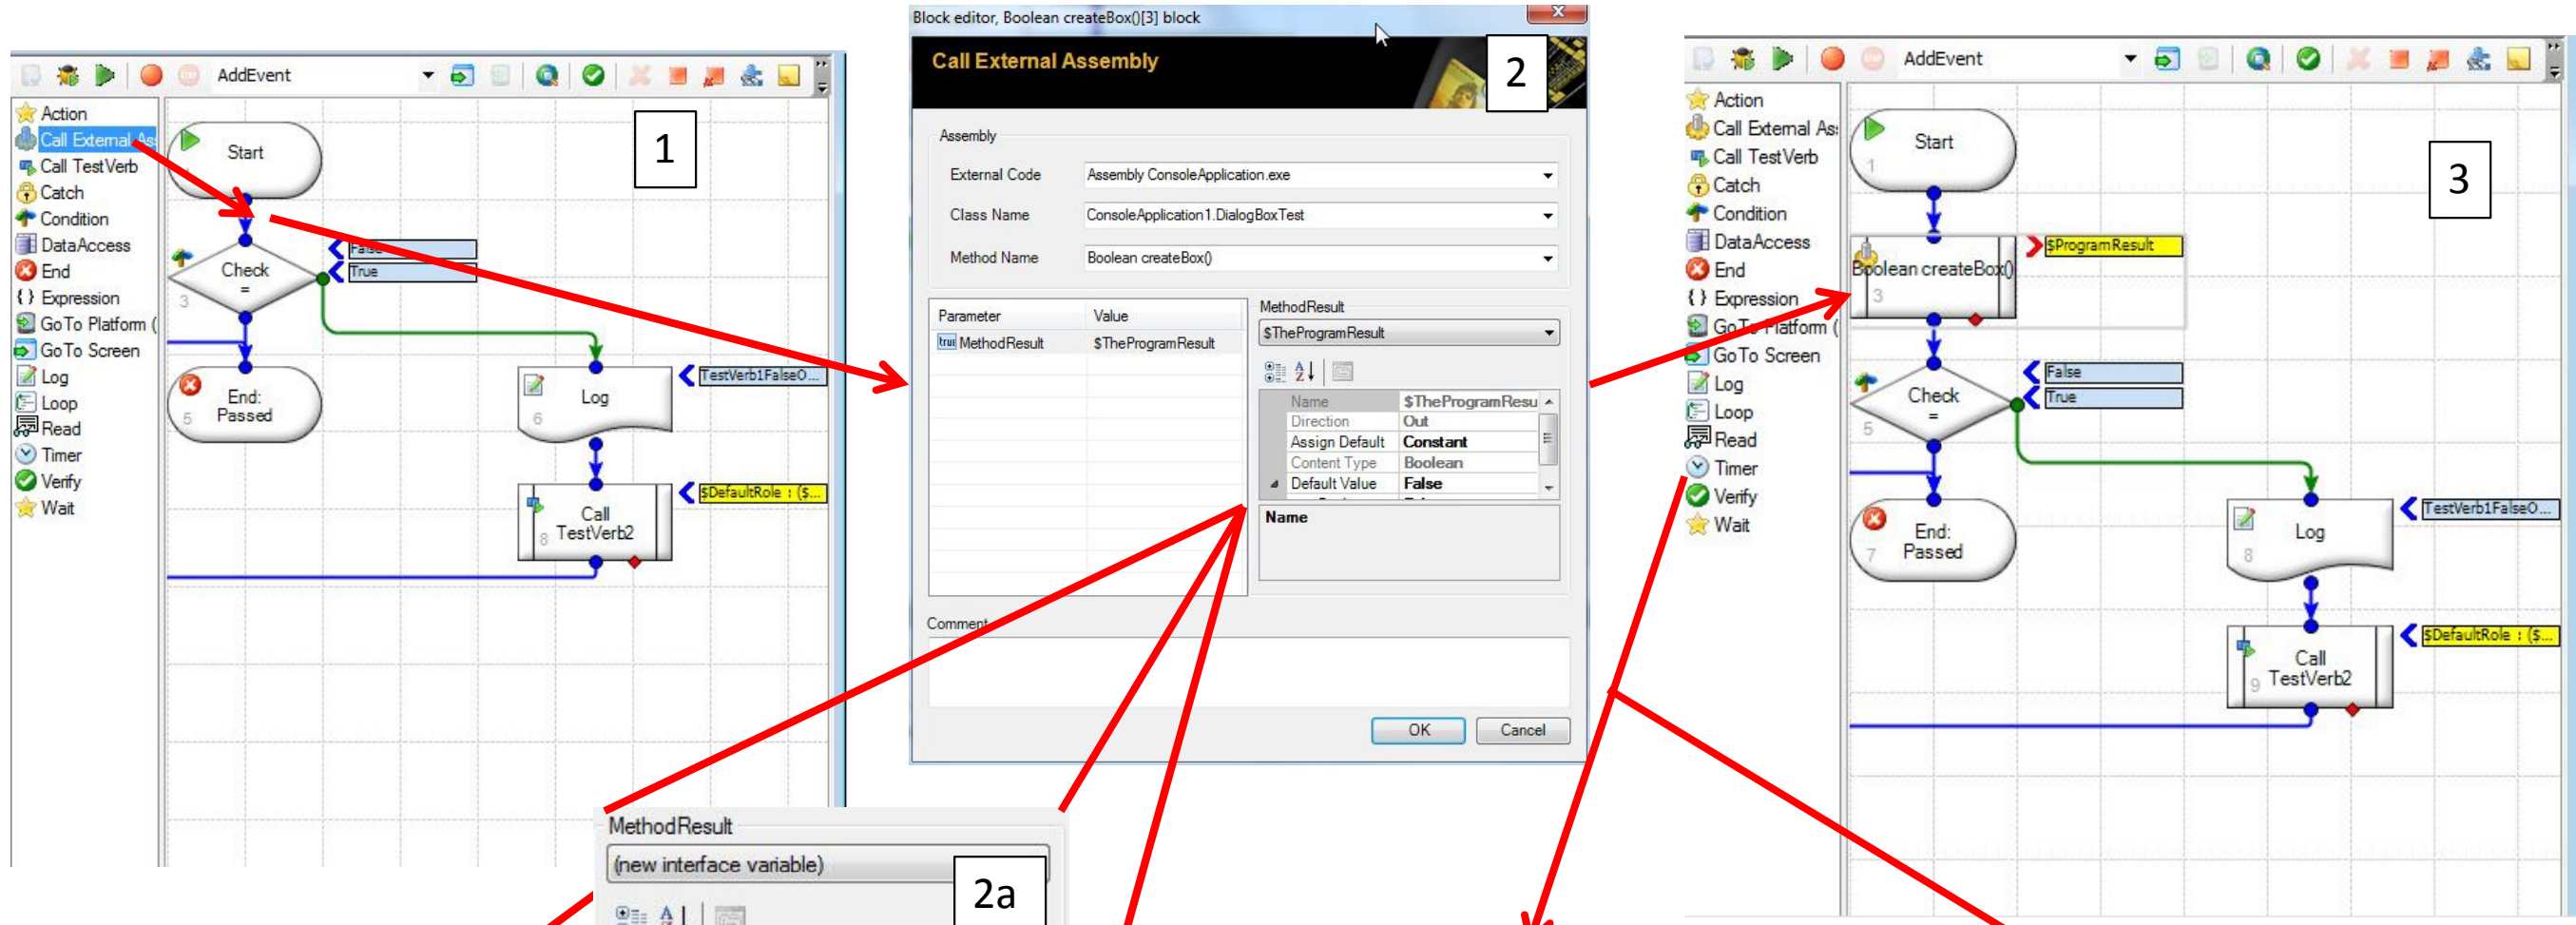 AddEvent
Action
Call External As
Call TestVerb
Catch
Condition
DataAccess
End
Expression
GoTo Platform (
GoTo Screen
Log
Loop
Read
Timer
Verify
Wait
1
Start
False
True
Check
=
3
End:
Passed
5
Log
6
TestVerb1FalseO...
Call
TestVerb2
8
$DefaultRole : ($...
Block editor, Boolean createBox()[3] block
Call External Assembly
2
Assembly
External Code
Assembly ConsoleApplication.exe
Class Name
ConsoleApplication1.DialogBoxTest
Method Name
Boolean createBox()
Parameter Value
MethodResult $TheProgramResult
MethodResult
$TheProgramResult
Name $TheProgramResu
Direction Out
Assign Default Constant
Content Type Boolean
Default Value False
Name
Comment
OK Cancel
MethodResult
(new interface variable)
2a
AddEvent
Action
Call External As
Call TestVerb
Catch
Condition
DataAccess
End
{} Expression
GoTo Platform (
GoTo Screen
Log
Loop
Read
Timer
Verify
Wait
3
Start
1
$ProgramResult
Boolean createBox()
3
False
True
Check
=
5
End:
Passed
7
Log
8
TestVerb1FalseO...
Call
TestVerb2
9
$DefaultRole : ($...